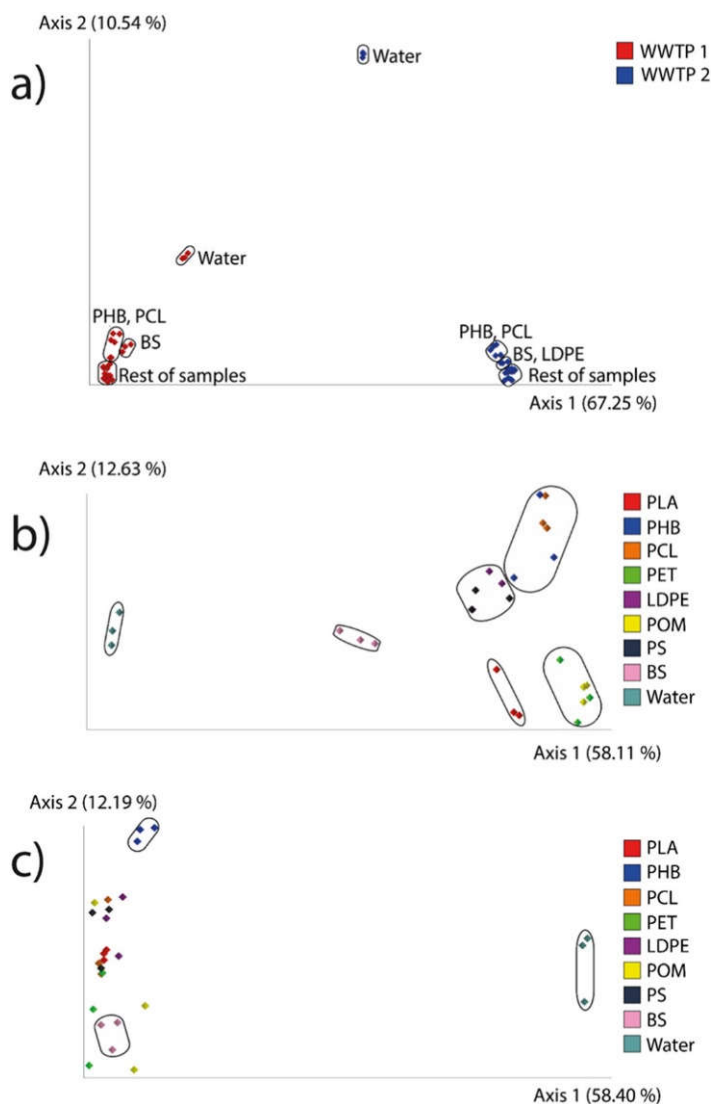 Axis 2 (10.54 %)
a)
Water
WWTP 1
WWTP 2
Water
PHB, PCL
BS
Rest of samples
PHB, PCL
BS, LDPE
Rest of samples
Axis 1 (67.25 %)
Axis 2 (12.63 %)
b)
PLA
PHB
PCL
PET
LDPE
POM
PS
BS
Water
Axis 1 (58.11 %)
Axis 2 (12.19 %)
c)
PLA
PHB
PCL
PET
LDPE
POM
PS
BS
Water
Axis 1 (58.40 %)